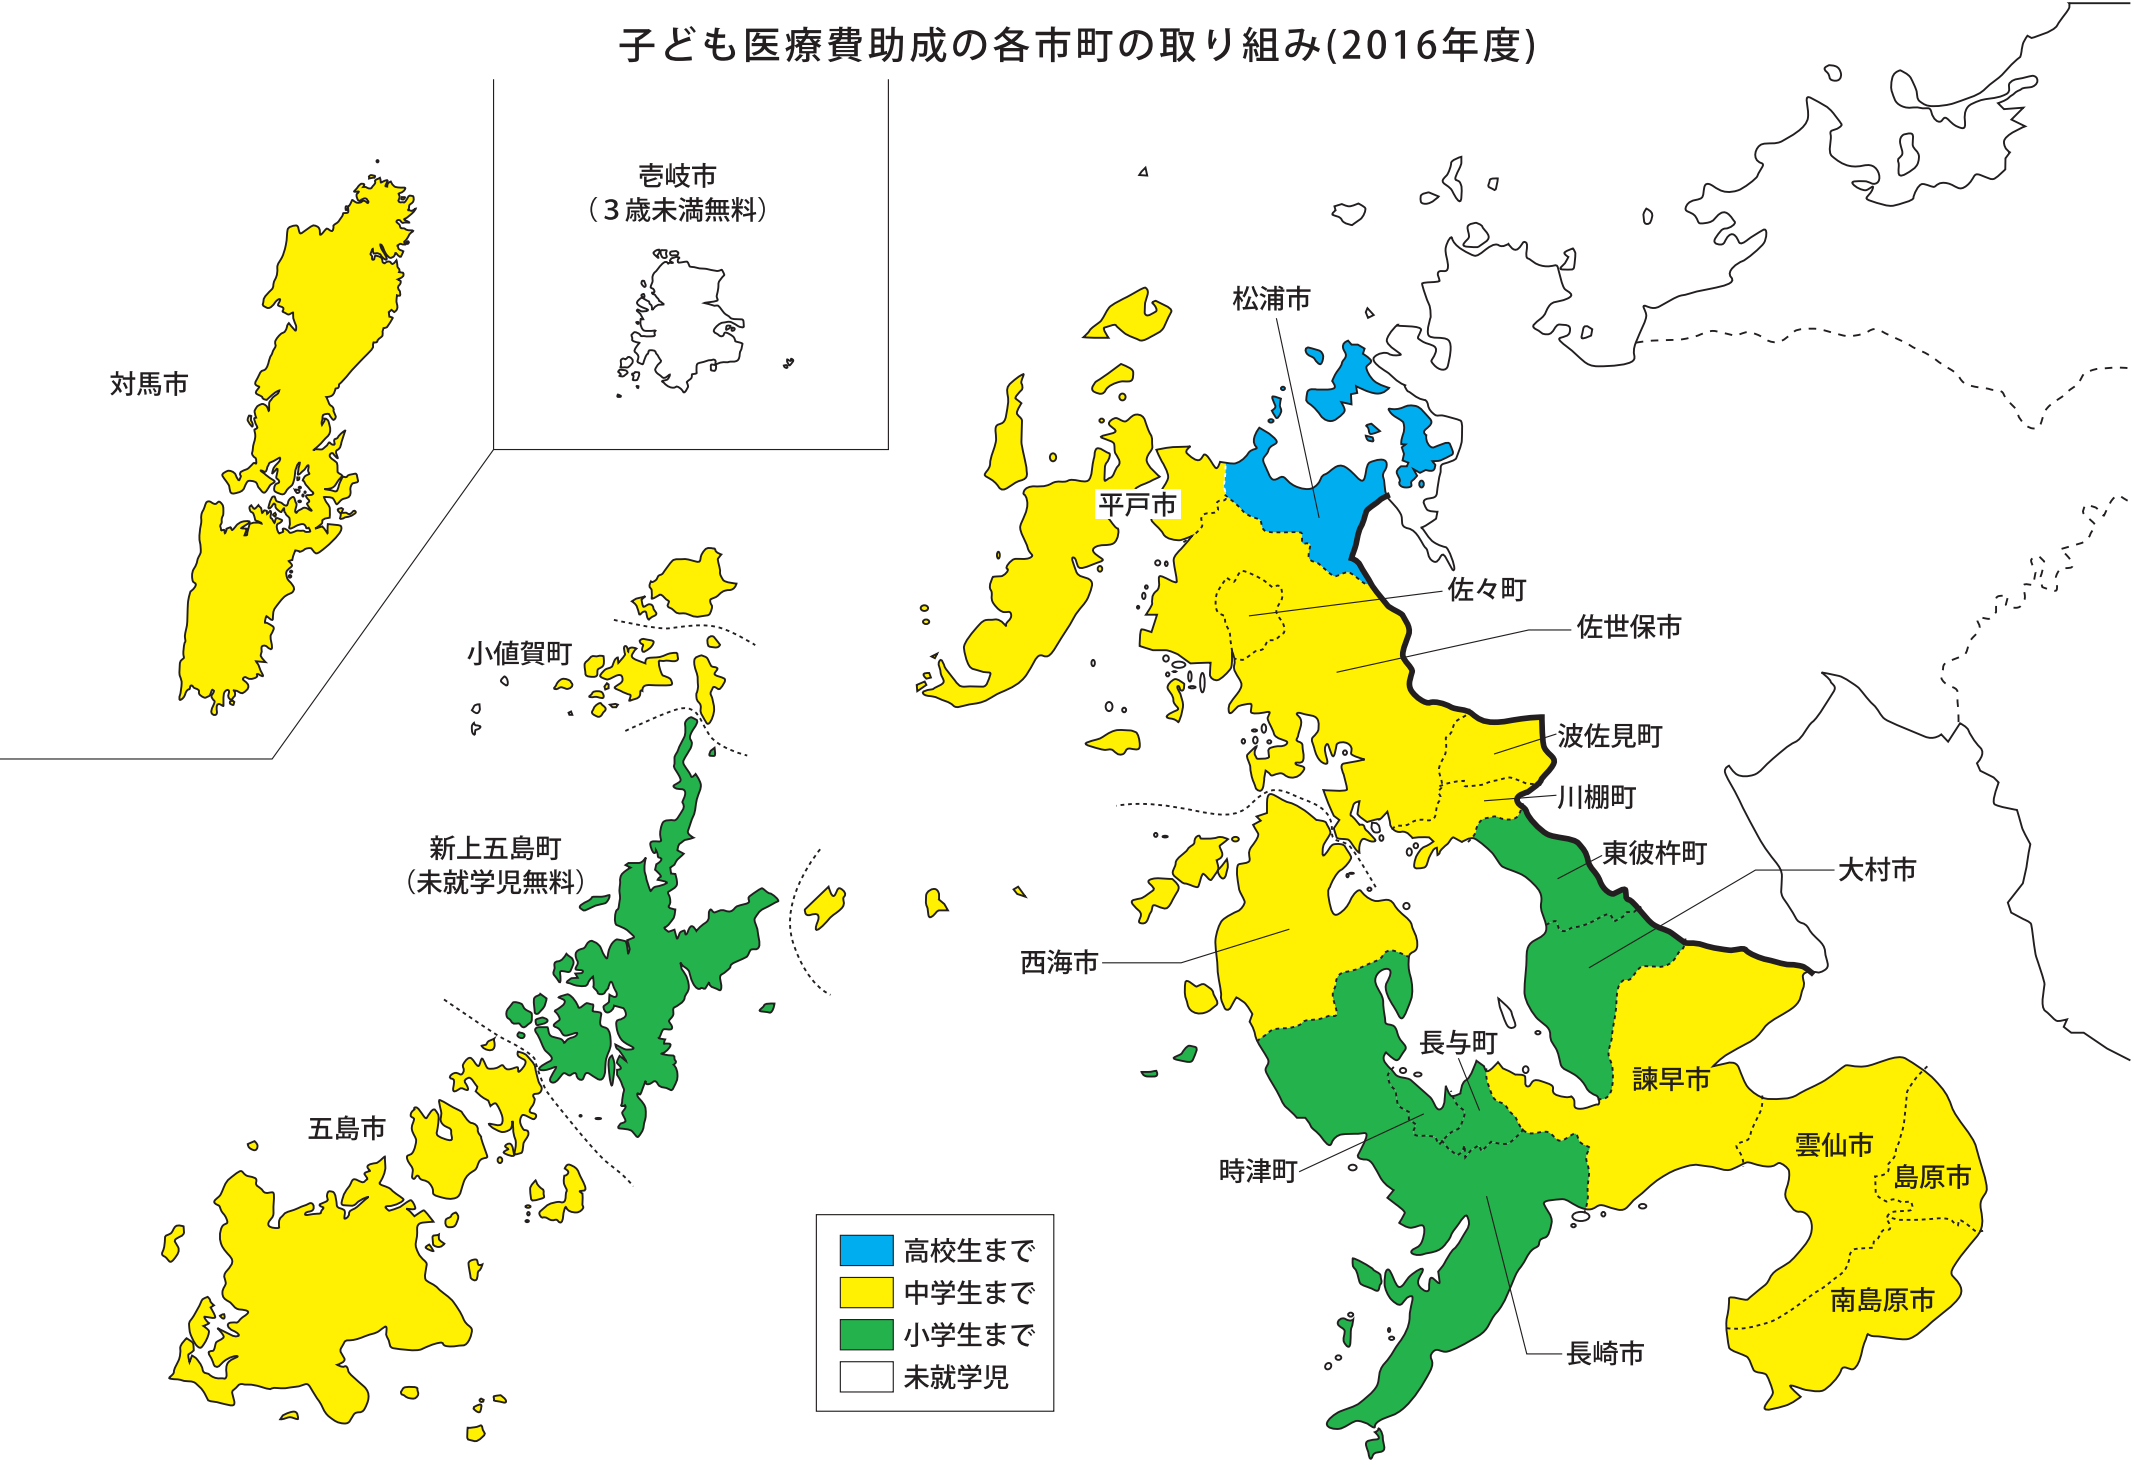 子ども医療費助成の各市町の取り組み(2016年度)
壱岐市
（３歳未満無料）
対馬市
松浦市
平戸市
佐々町
佐世保市
小値賀町
波佐見町
川棚町
新上五島町
（未就学児無料）
東彼杵町
大村市
西海市
長与町
諫早市
五島市
雲仙市
時津町
島原市
高校生まで
中学生まで
南島原市
小学生まで
長崎市
未就学児